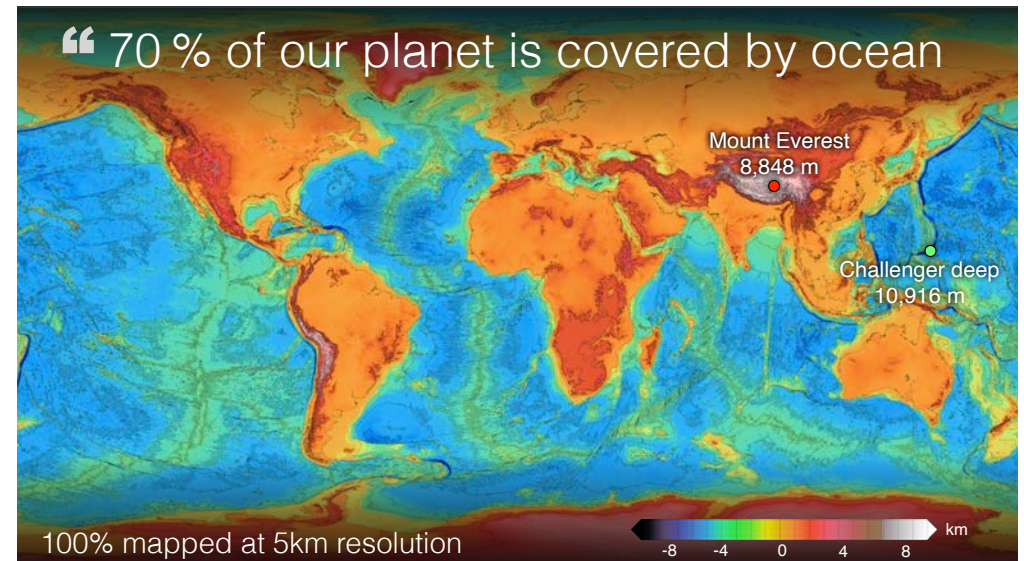 “ 70 % of our planet is covered by ocean
Mount Everest
8,848 m
Challenger deep
10,916 m
100% mapped at 5km resolution
km
-8 -4 0 4 8